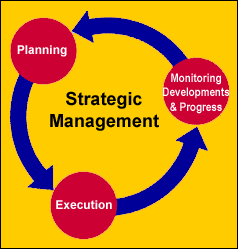 Planning
Monitoring
Developments
& Progress
Strategic
Management
Execution